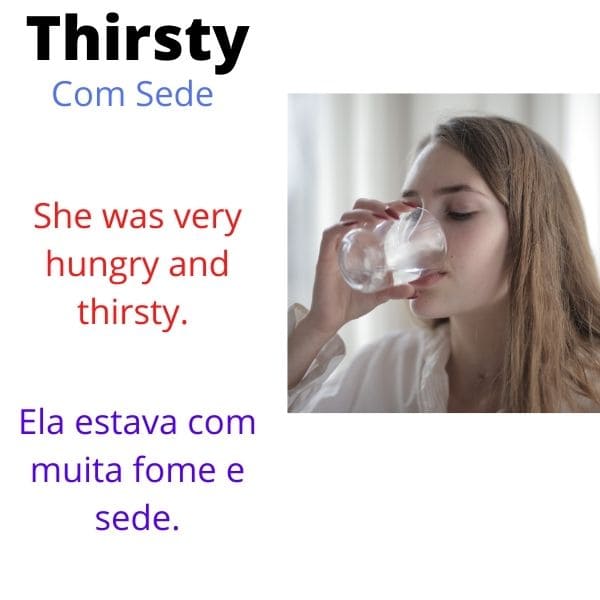 Thirsty
Com Sede
She was very
hungry and
thirsty.
Ela estava com
muita fome e
sede.